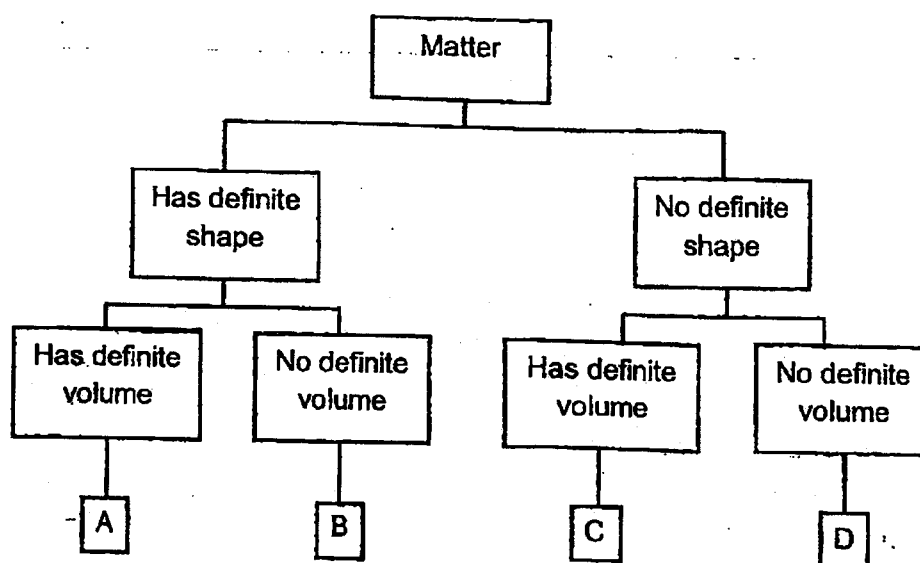 Matter
Has definite
shape
No definite
shape
Has definite
volume
No definite
volume
Has definite
volume
No definite
volume
A
B
C
D